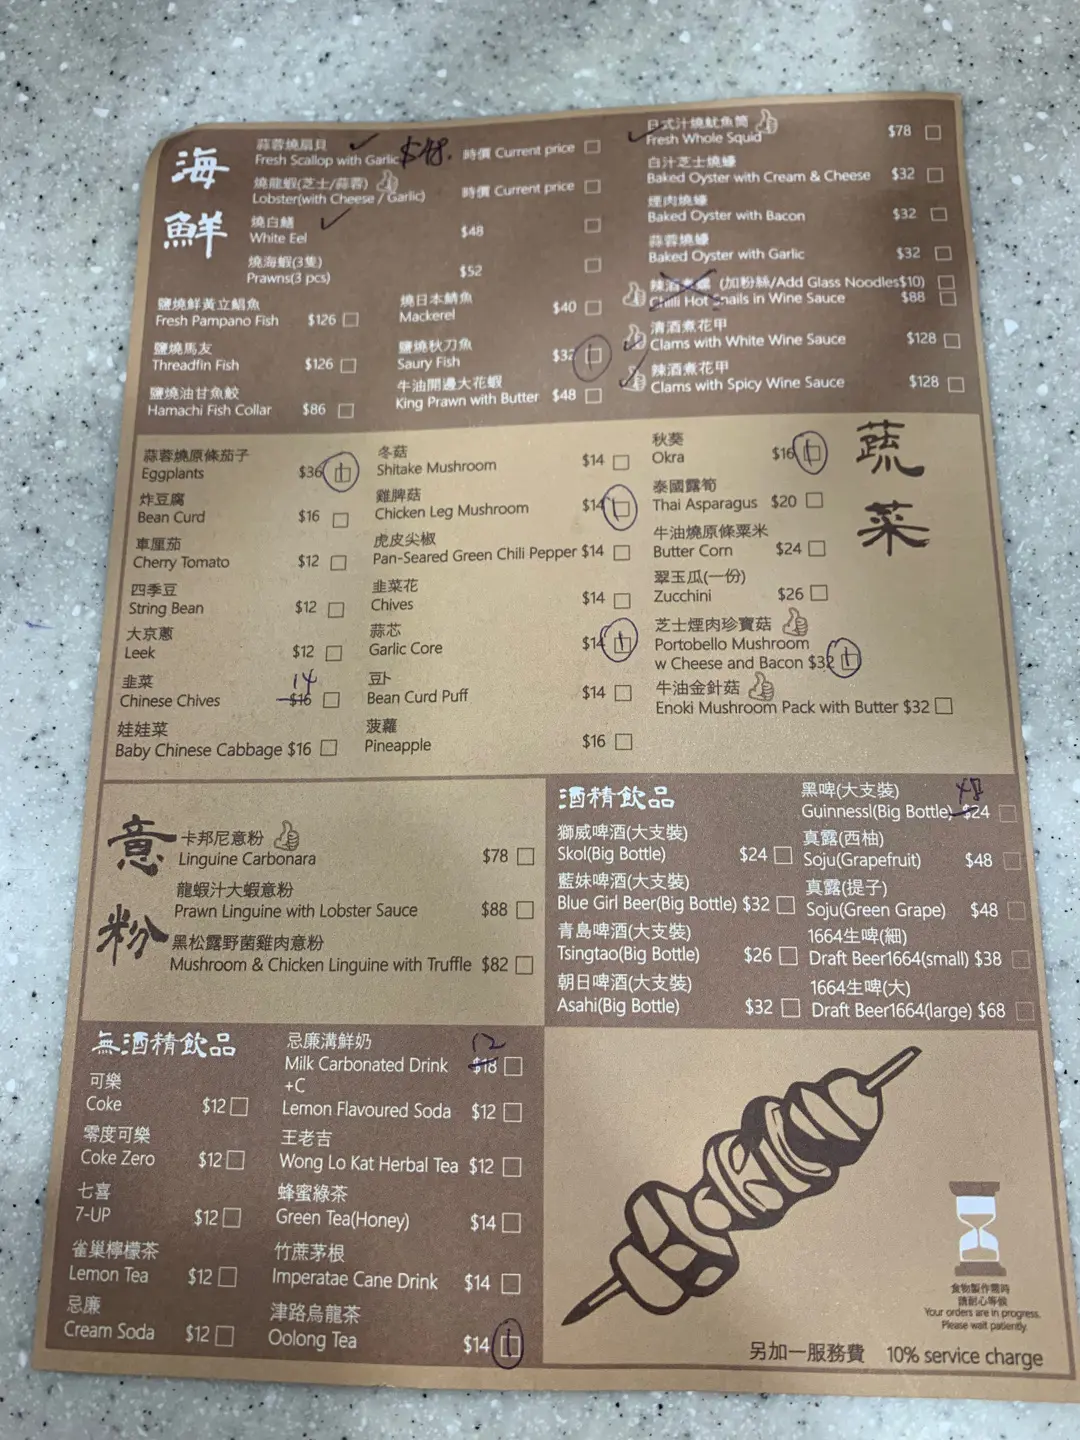 海鮮
蒜蓉燒扇貝
Fresh Scallop with Garlic $48. 時價 Current price
燒龍蝦(芝士/蒜蓉)
Lobster(with Cheese / Garlic) 時價 Current price
燒白鱔
White Eel $48
燒海蝦(3隻)
Prawns(3 pcs) $52
鹽燒鮮黃立鯧魚
Fresh Pampano Fish $126
鹽燒馬友
Threadfin Fish $126
鹽燒油甘魚鮫
Hamachi Fish Collar $86
燒日本鯖魚
Mackerel $40
鹽燒秋刀魚
Saury Fish $32
牛油開邊大花蝦
King Prawn with Butter $48
日式汁燒魷魚筒
Fresh Whole Squid $78
白汁芝士燒蠔
Baked Oyster with Cream & Cheese $32
煙肉燒蠔
Baked Oyster with Bacon $32
蒜蓉燒蠔
Baked Oyster with Garlic $32
辣酒煮螺 (加粉絲/Add Glass Noodles$10)
Chilli Hot Snails in Wine Sauce $88
清酒煮花甲
Clams with White Wine Sauce $128
辣酒煮花甲
Clams with Spicy Wine Sauce $128
蔬菜
蒜蓉燒原條茄子
Eggplants $36
炸豆腐
Bean Curd $16
車厘茄
Cherry Tomato $12
四季豆
String Bean $12
大京蔥
Leek $12
韭菜 14
Chinese Chives $16
娃娃菜
Baby Chinese Cabbage $16
冬菇
Shitake Mushroom $14
雞脾菇
Chicken Leg Mushroom $14
虎皮尖椒
Pan-Seared Green Chili Pepper $14
韭菜花
Chives $14
蒜芯
Garlic Core $14
豆卜
Bean Curd Puff $14
菠蘿
Pineapple $16
秋葵
Okra $16
泰國露筍
Thai Asparagus $20
牛油燒原條粟米
Butter Corn $24
翠玉瓜(一份)
Zucchini $26
芝士煙肉珍寶菇
Portobello Mushroom
w Cheese and Bacon $32
牛油金針菇
Enoki Mushroom Pack with Butter $32
意粉
卡邦尼意粉
Linguine Carbonara $78
龍蝦汁大蝦意粉
Prawn Linguine with Lobster Sauce $88
黑松露野菌雞肉意粉
Mushroom & Chicken Linguine with Truffle $82
酒精飲品
獅威啤酒(大支裝)
Skol(Big Bottle) $24
藍妹啤酒(大支裝)
Blue Girl Beer(Big Bottle) $32
青島啤酒(大支裝)
Tsingtao(Big Bottle) $26
朝日啤酒(大支裝)
Asahi(Big Bottle) $32
黑啤(大支裝) 48
Guinnessl(Big Bottle) $24
真露(西柚)
Soju(Grapefruit) $48
真露(提子)
Soju(Green Grape) $48
1664生啤(細)
Draft Beer1664(small) $38
1664生啤(大)
Draft Beer1664(large) $68
無酒精飲品
可樂
Coke $12
零度可樂
Coke Zero $12
七喜
7-UP $12
雀巢檸檬茶
Lemon Tea $12
忌廉
Cream Soda $12
忌廉溝鮮奶 12
Milk Carbonated Drink $18
+C
Lemon Flavoured Soda $12
王老吉
Wong Lo Kat Herbal Tea $12
蜂蜜綠茶
Green Tea(Honey) $14
竹蔗茅根
Imperatae Cane Drink $14
津路烏龍茶
Oolong Tea $14
食物製作需時
請耐心等候
Your orders are in progress.
Please wait patiently.
另加一服務費 10% service charge